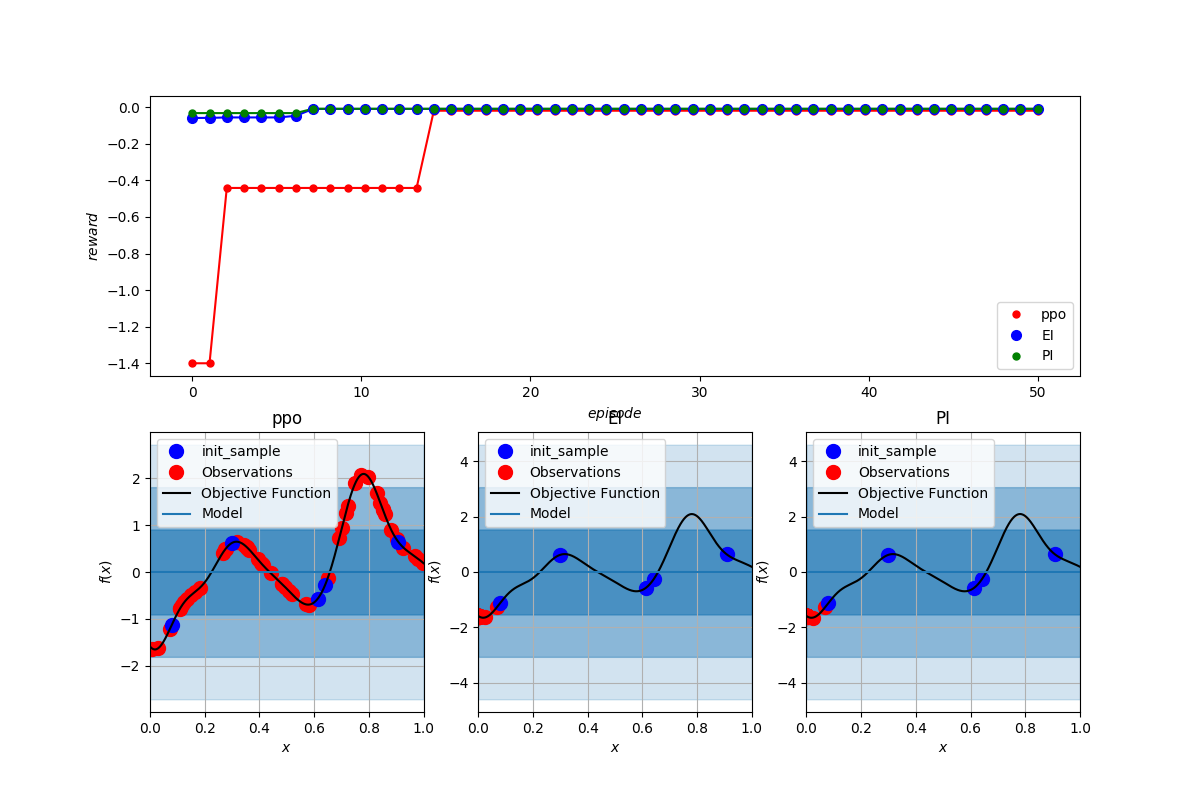 0.0
−0.2
−0.4
−0.6
−0.8
−1.0
−1.2
−1.4
reward
0 10 20 30 40 50
episode
ppo
EI
PI
ppo
init_sample
Observations
Objective Function
Model
2
1
0
−1
−2
f(x)
0.0 0.2 0.4 0.6 0.8 1.0
x
EI
init_sample
Observations
Objective Function
Model
4
2
0
−2
−4
f(x)
0.0 0.2 0.4 0.6 0.8 1.0
x
PI
init_sample
Observations
Objective Function
Model
4
2
0
−2
−4
f(x)
0.0 0.2 0.4 0.6 0.8 1.0
x